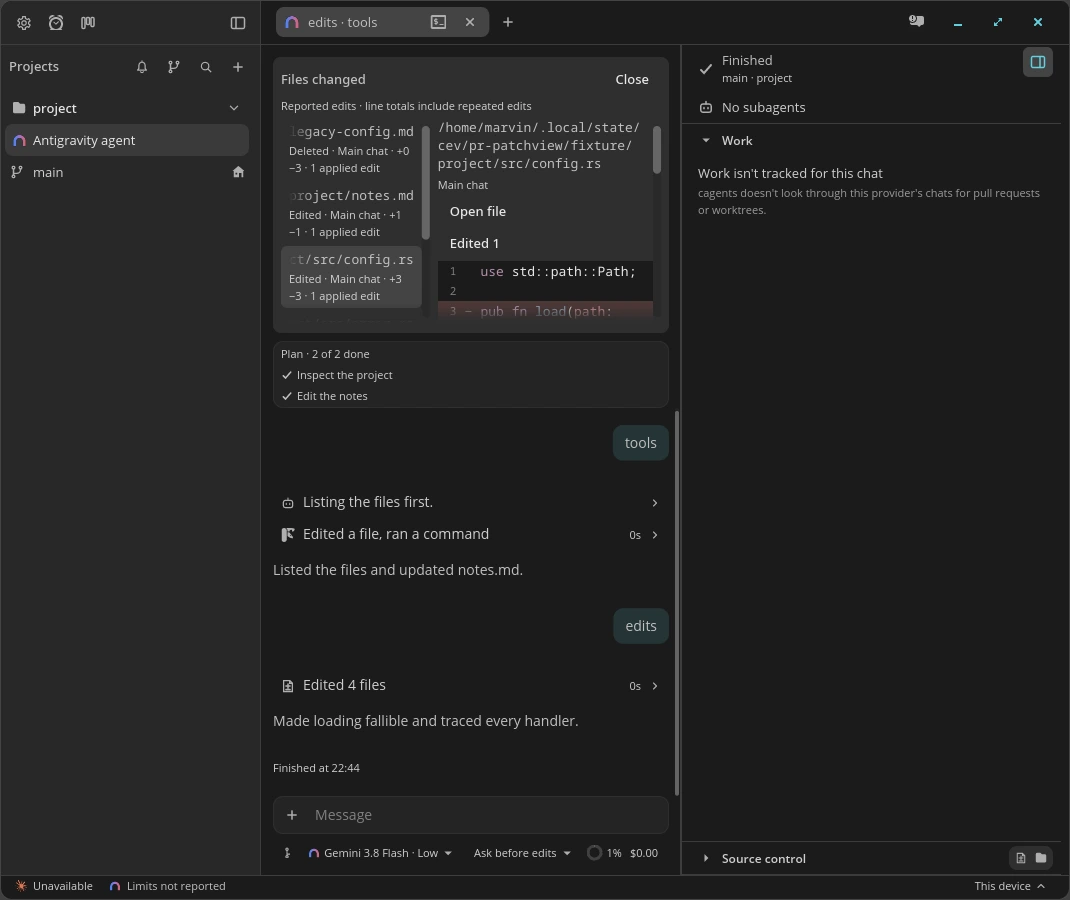 edits · tools
Projects
project
Antigravity agent
main
Files changed
Close
Reported edits · line totals include repeated edits
legacy-config.md
Deleted · Main chat · +0
−3 · 1 applied edit
project/notes.md
Edited · Main chat · +1
−1 · 1 applied edit
ct/src/config.rs
Edited · Main chat · +3
−3 · 1 applied edit
/home/marvin/.local/state/
cev/pr-patchview/fixture/
project/src/config.rs
Main chat
Open file
Edited 1
1 use std::path::Path;
2
3 − pub fn load(path:
Plan · 2 of 2 done
Inspect the project
Edit the notes
tools
Listing the files first.
Edited a file, ran a command 0s
Listed the files and updated notes.md.
edits
Edited 4 files 0s
Made loading fallible and traced every handler.
Finished at 22:44
Message
Gemini 3.8 Flash · Low
Ask before edits
1% $0.00
Finished
main · project
No subagents
Work
Work isn't tracked for this chat
cagents doesn't look through this provider's chats for pull requests
or worktrees.
Source control
Unavailable
Limits not reported
This device